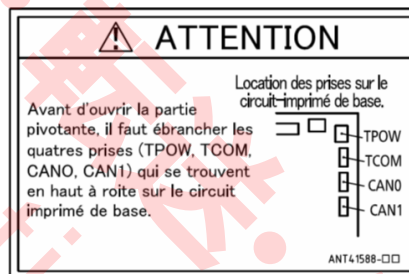 ATTENTION
Location des prises sur le
circuit-imprimé de base.
Avant d'ouvrir la partie
pivotante, il faut ébrancher les
quatres prises (TPOW, TCOM,
CANO, CAN1) qui se trouvent
en haut à roite sur le circuit
imprimé de base.
TPOW
TCOM
CAN0
CAN1
ANT41588-□□